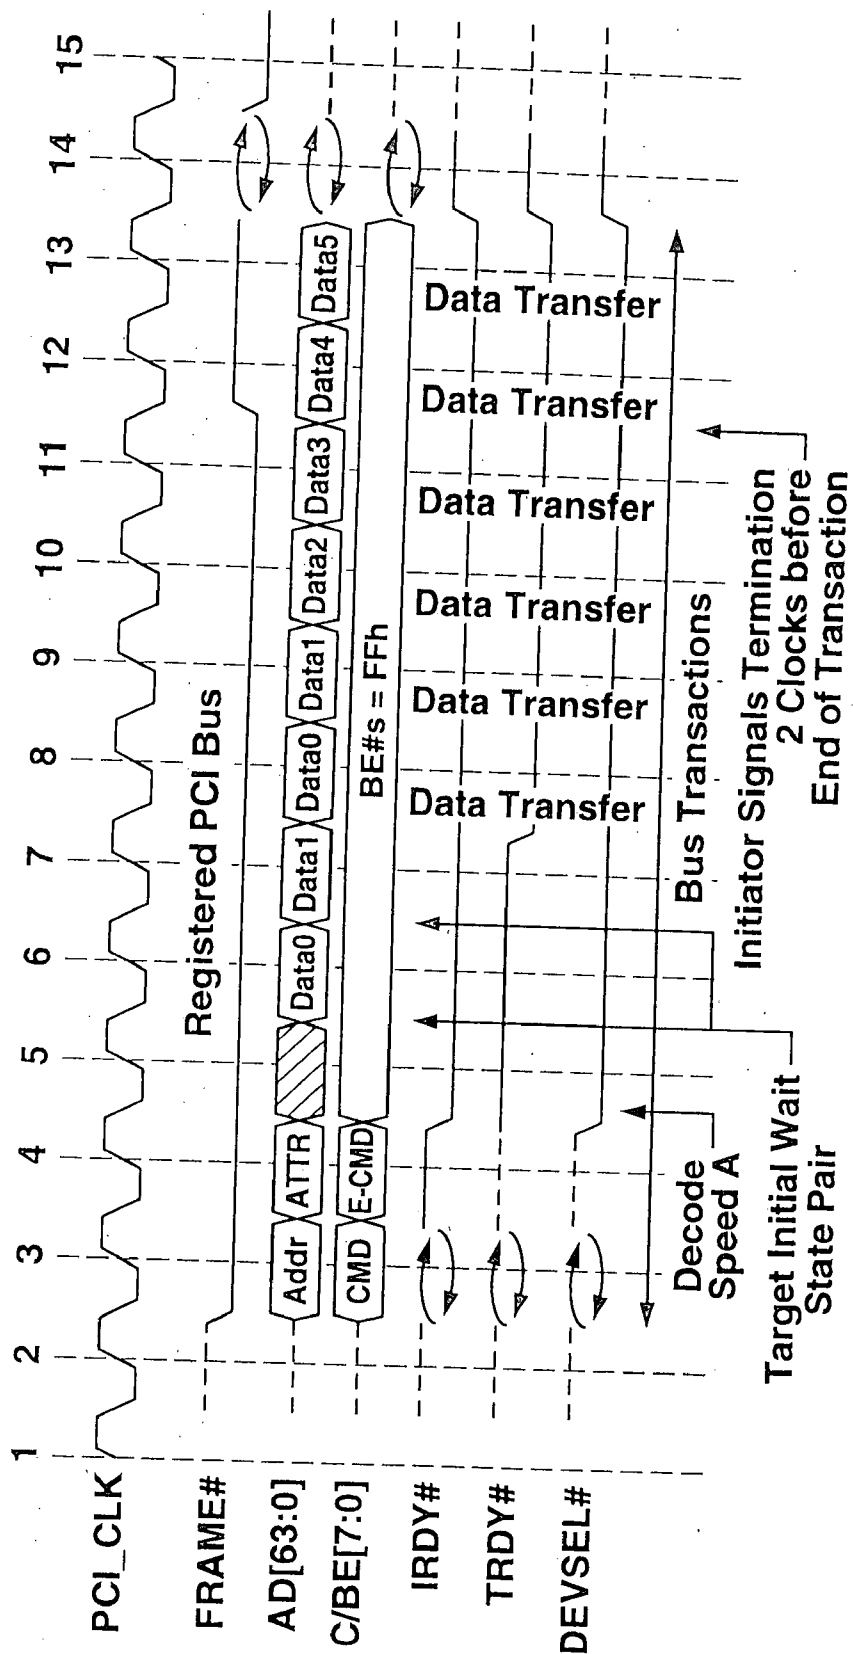 1 2 3 4 5 6 7 8 9 10 11 12 13 14 15
PCI_CLK
Registered PCI Bus
FRAME#
AD[63:0] Addr ATTR Data0 Data1 Data0 Data1 Data2 Data3 Data4 Data5
C/BE[7:0] CMD E-CMD BE#s = FFh
IRDY#
TRDY#
DEVSEL#
Data Transfer Data Transfer Data Transfer Data Transfer Data Transfer Data Transfer
Bus Transactions
Decode
Speed A
Target Initial Wait
State Pair
Initiator Signals Termination
2 Clocks before
End of Transaction